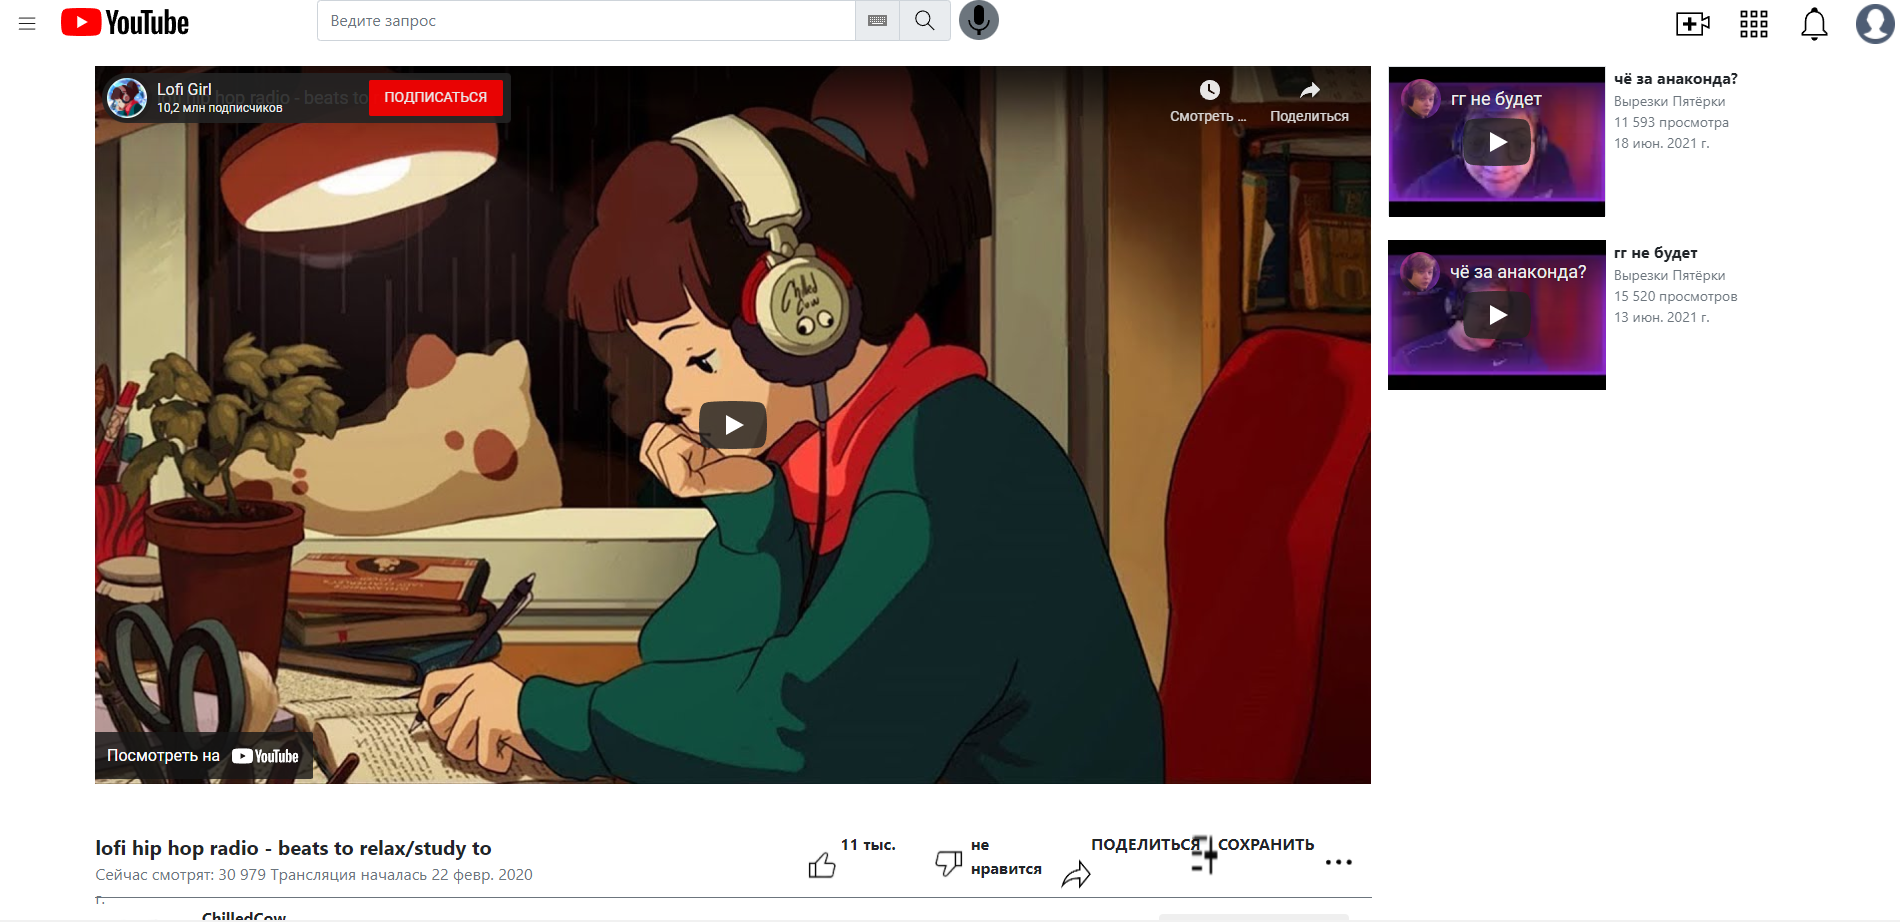 YouTube
Ведите запрос
Lofi Girl
10,2 млн подписчиков
hip hop radio - beats to
ПОДПИСАТЬСЯ
Смотреть ...
Поделиться
Chilled
Cow
Посмотреть на YouTube
гг не будет
чё за анаконда?
Вырезки Пятёрки
11 593 просмотра
18 июн. 2021 г.
чё за анаконда?
гг не будет
Вырезки Пятёрки
15 520 просмотров
13 июн. 2021 г.
lofi hip hop radio - beats to relax/study to
Сейчас смотрят: 30 979 Трансляция началась 22 февр. 2020
г.
11 тыс.
не
нравится
ПОДЕЛИТЬСЯ
СОХРАНИТЬ
ChilledCow